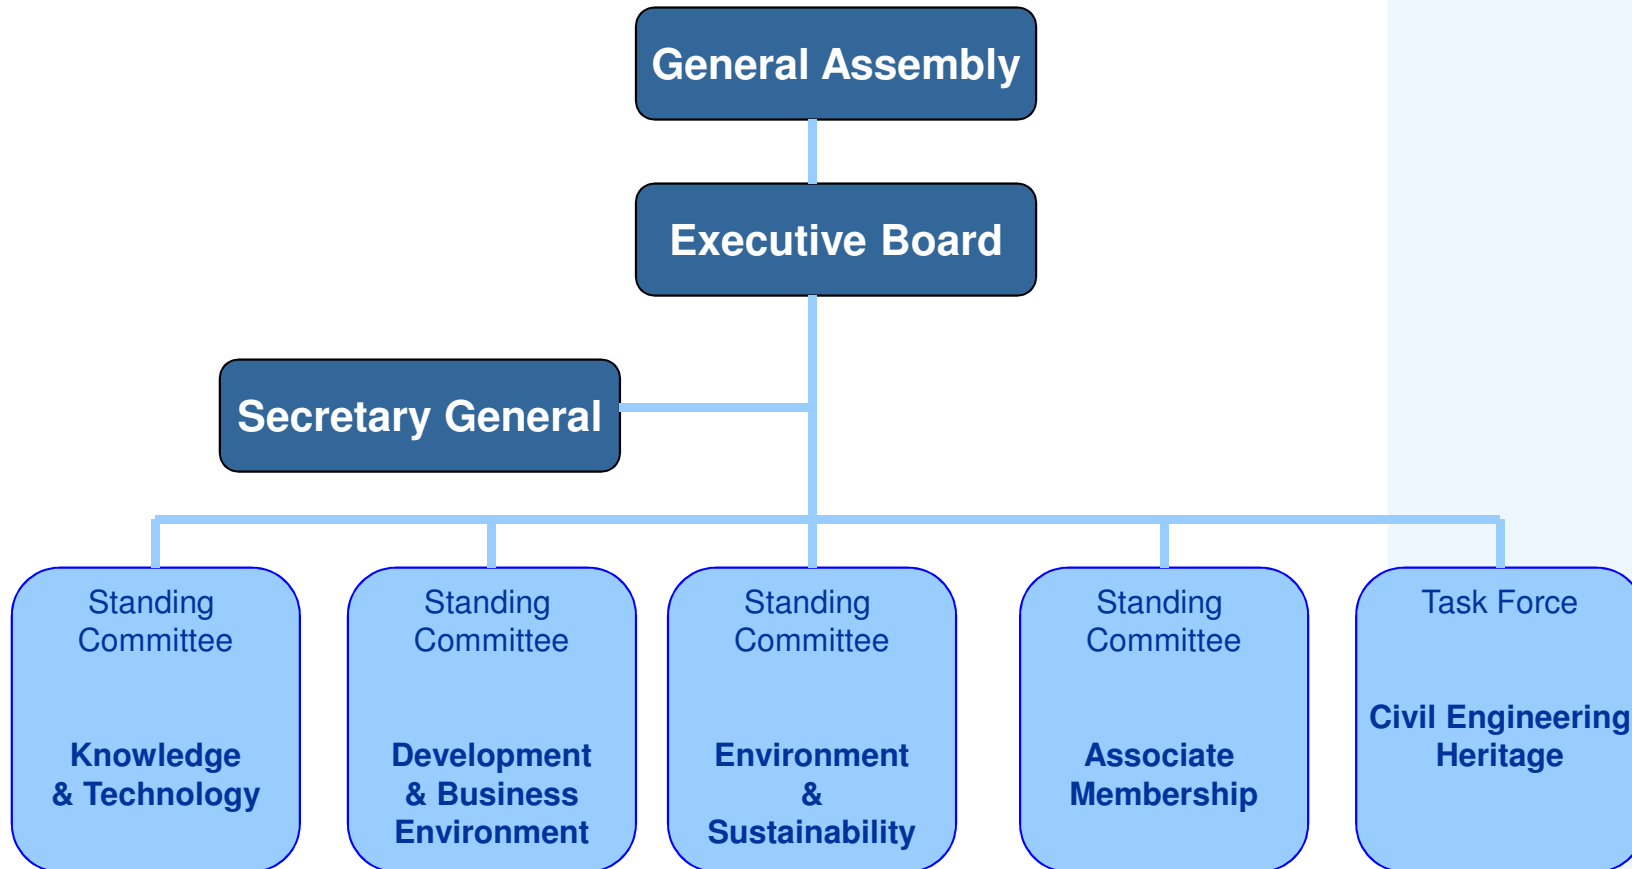 General Assembly
Executive Board
Secretary General
Standing
Committee
Knowledge
& Technology
Standing
Committee
Development
& Business
Environment
Standing
Committee
Environment
&
Sustainability
Standing
Committee
Associate
Membership
Task Force
Civil Engineering
Heritage